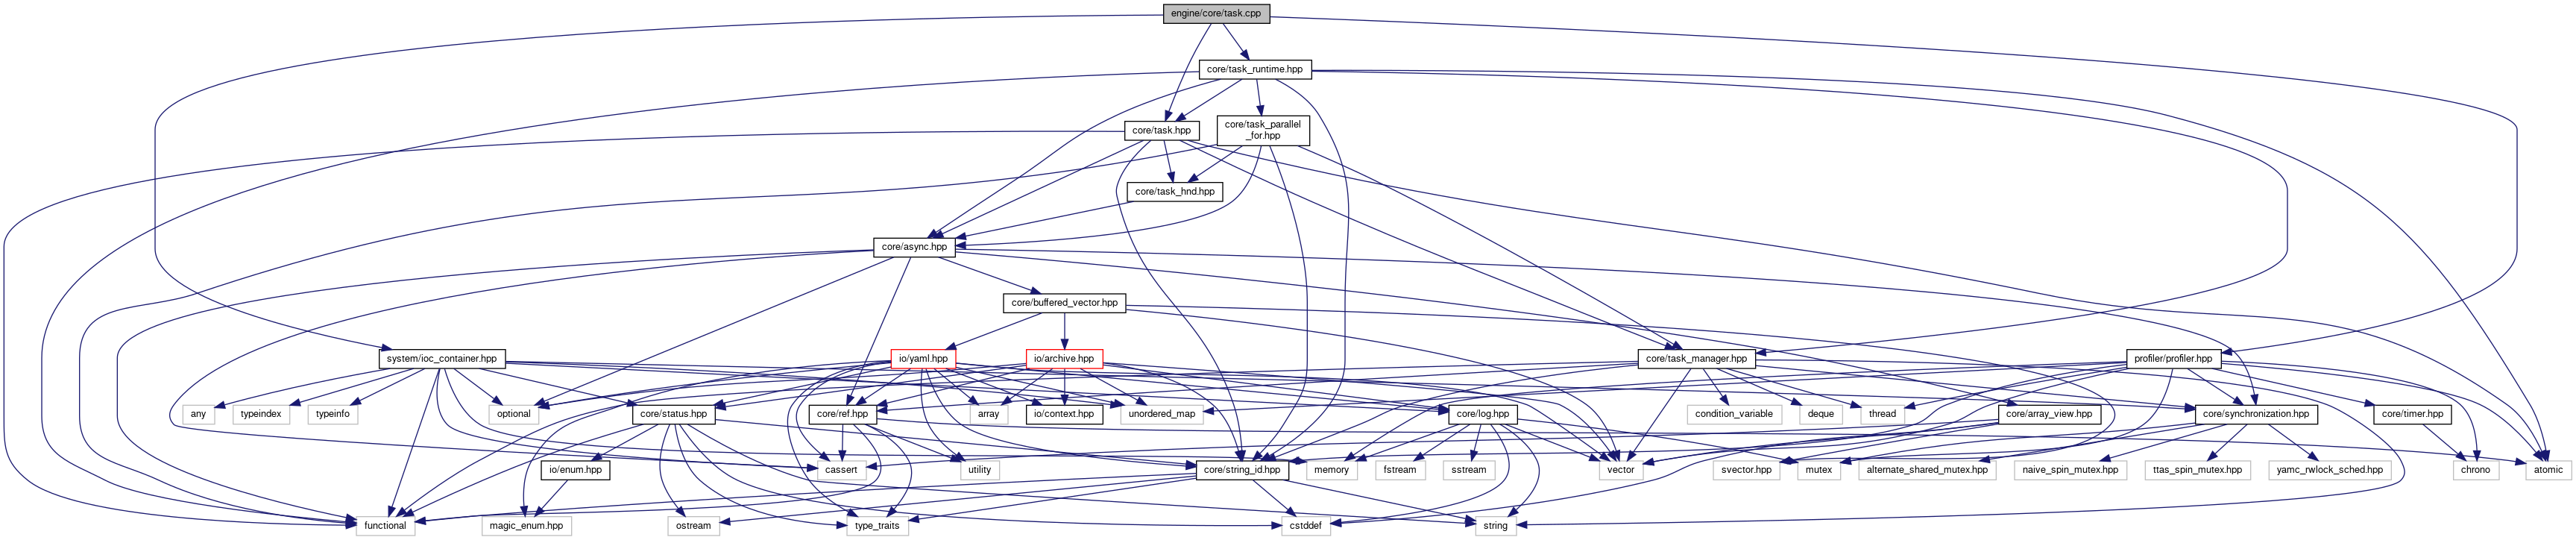 engine/core/task.cpp
core/task_runtime.hpp
core/task.hpp
core/task_parallel
_for.hpp
core/task_hnd.hpp
core/async.hpp
core/buffered_vector.hpp
system/ioc_container.hpp
io/yaml.hpp
io/archive.hpp
core/task_manager.hpp
profiler/profiler.hpp
any
typeindex
typeinfo
optional
core/status.hpp
core/ref.hpp
array
io/context.hpp
unordered_map
core/log.hpp
condition_variable
deque
thread
core/array_view.hpp
core/synchronization.hpp
core/timer.hpp
io/enum.hpp
cassert
utility
core/string_id.hpp
memory
fstream
sstream
vector
svector.hpp
mutex
alternate_shared_mutex.hpp
naive_spin_mutex.hpp
ttas_spin_mutex.hpp
yamc_rwlock_sched.hpp
chrono
atomic
functional
magic_enum.hpp
ostream
type_traits
cstddef
string